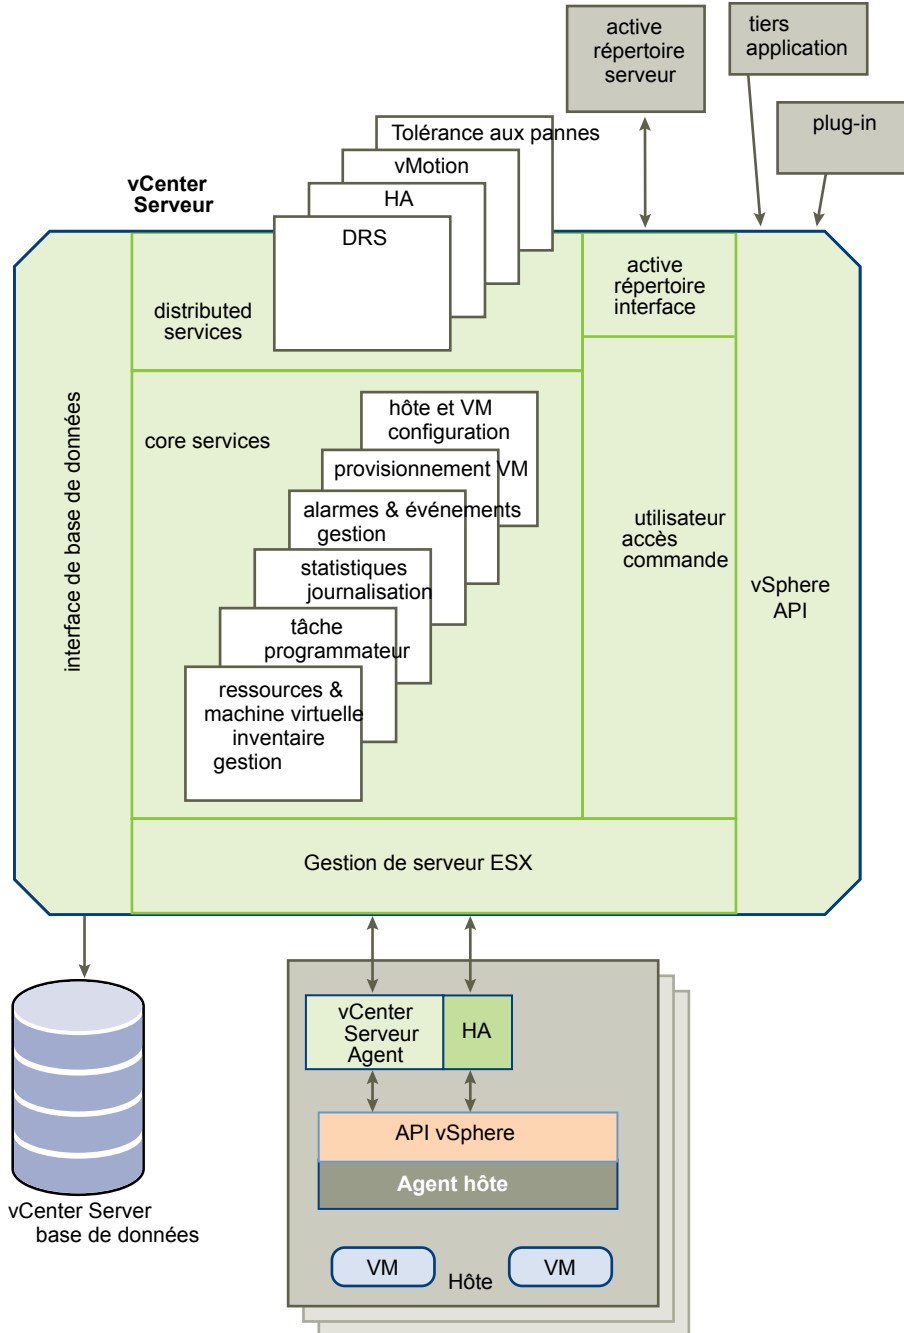 active
répertoire
serveur
tiers
application
plug-in
Tolérance aux pannes
vMotion
HA
DRS
vCenter
Serveur
distributed
services
active
répertoire
interface
interface de base de données
core services
hôte et VM
configuration
provisionnement VM
alarmes & événements
gestion
statistiques
journalisation
tâche
programmateur
ressources &
machine virtuelle
inventaire
gestion
utilisateur
accès
commande
vSphere
API
Gestion de serveur ESX
vCenter
Serveur
Agent
HA
API vSphere
Agent hôte
VM
VM
Hôte
vCenter Server
base de données